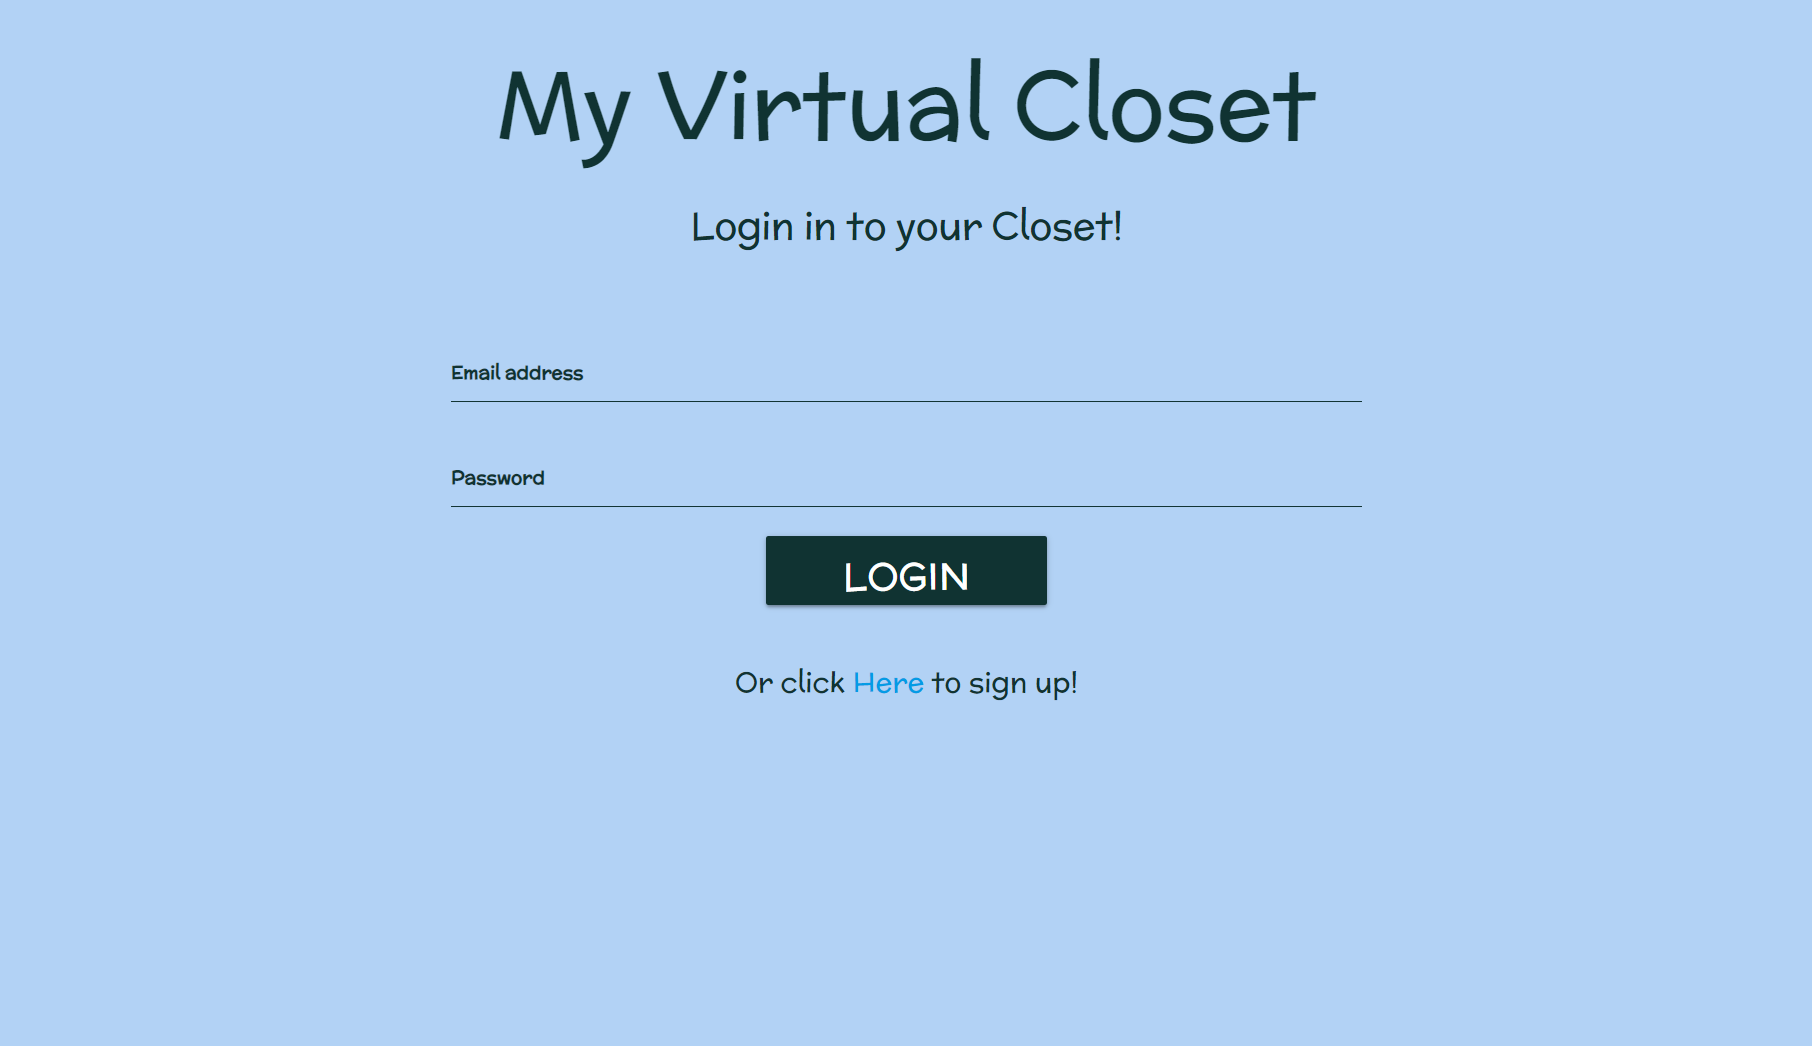 My Virtual Closet
Login in to your Closet!
Email address
Password
LOGIN
Or click Here to sign up!